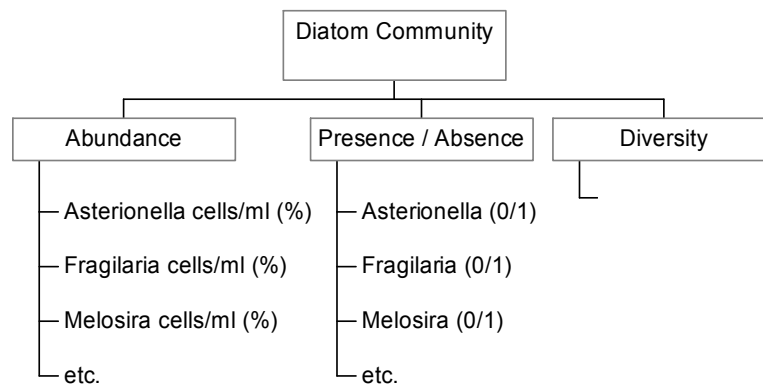 Diatom Community
Abundance
Presence / Absence
Diversity
Asterionella cells/ml (%)
Fragilaria cells/ml (%)
Melosira cells/ml (%)
etc.
Asterionella (0/1)
Fragilaria (0/1)
Melosira (0/1)
etc.